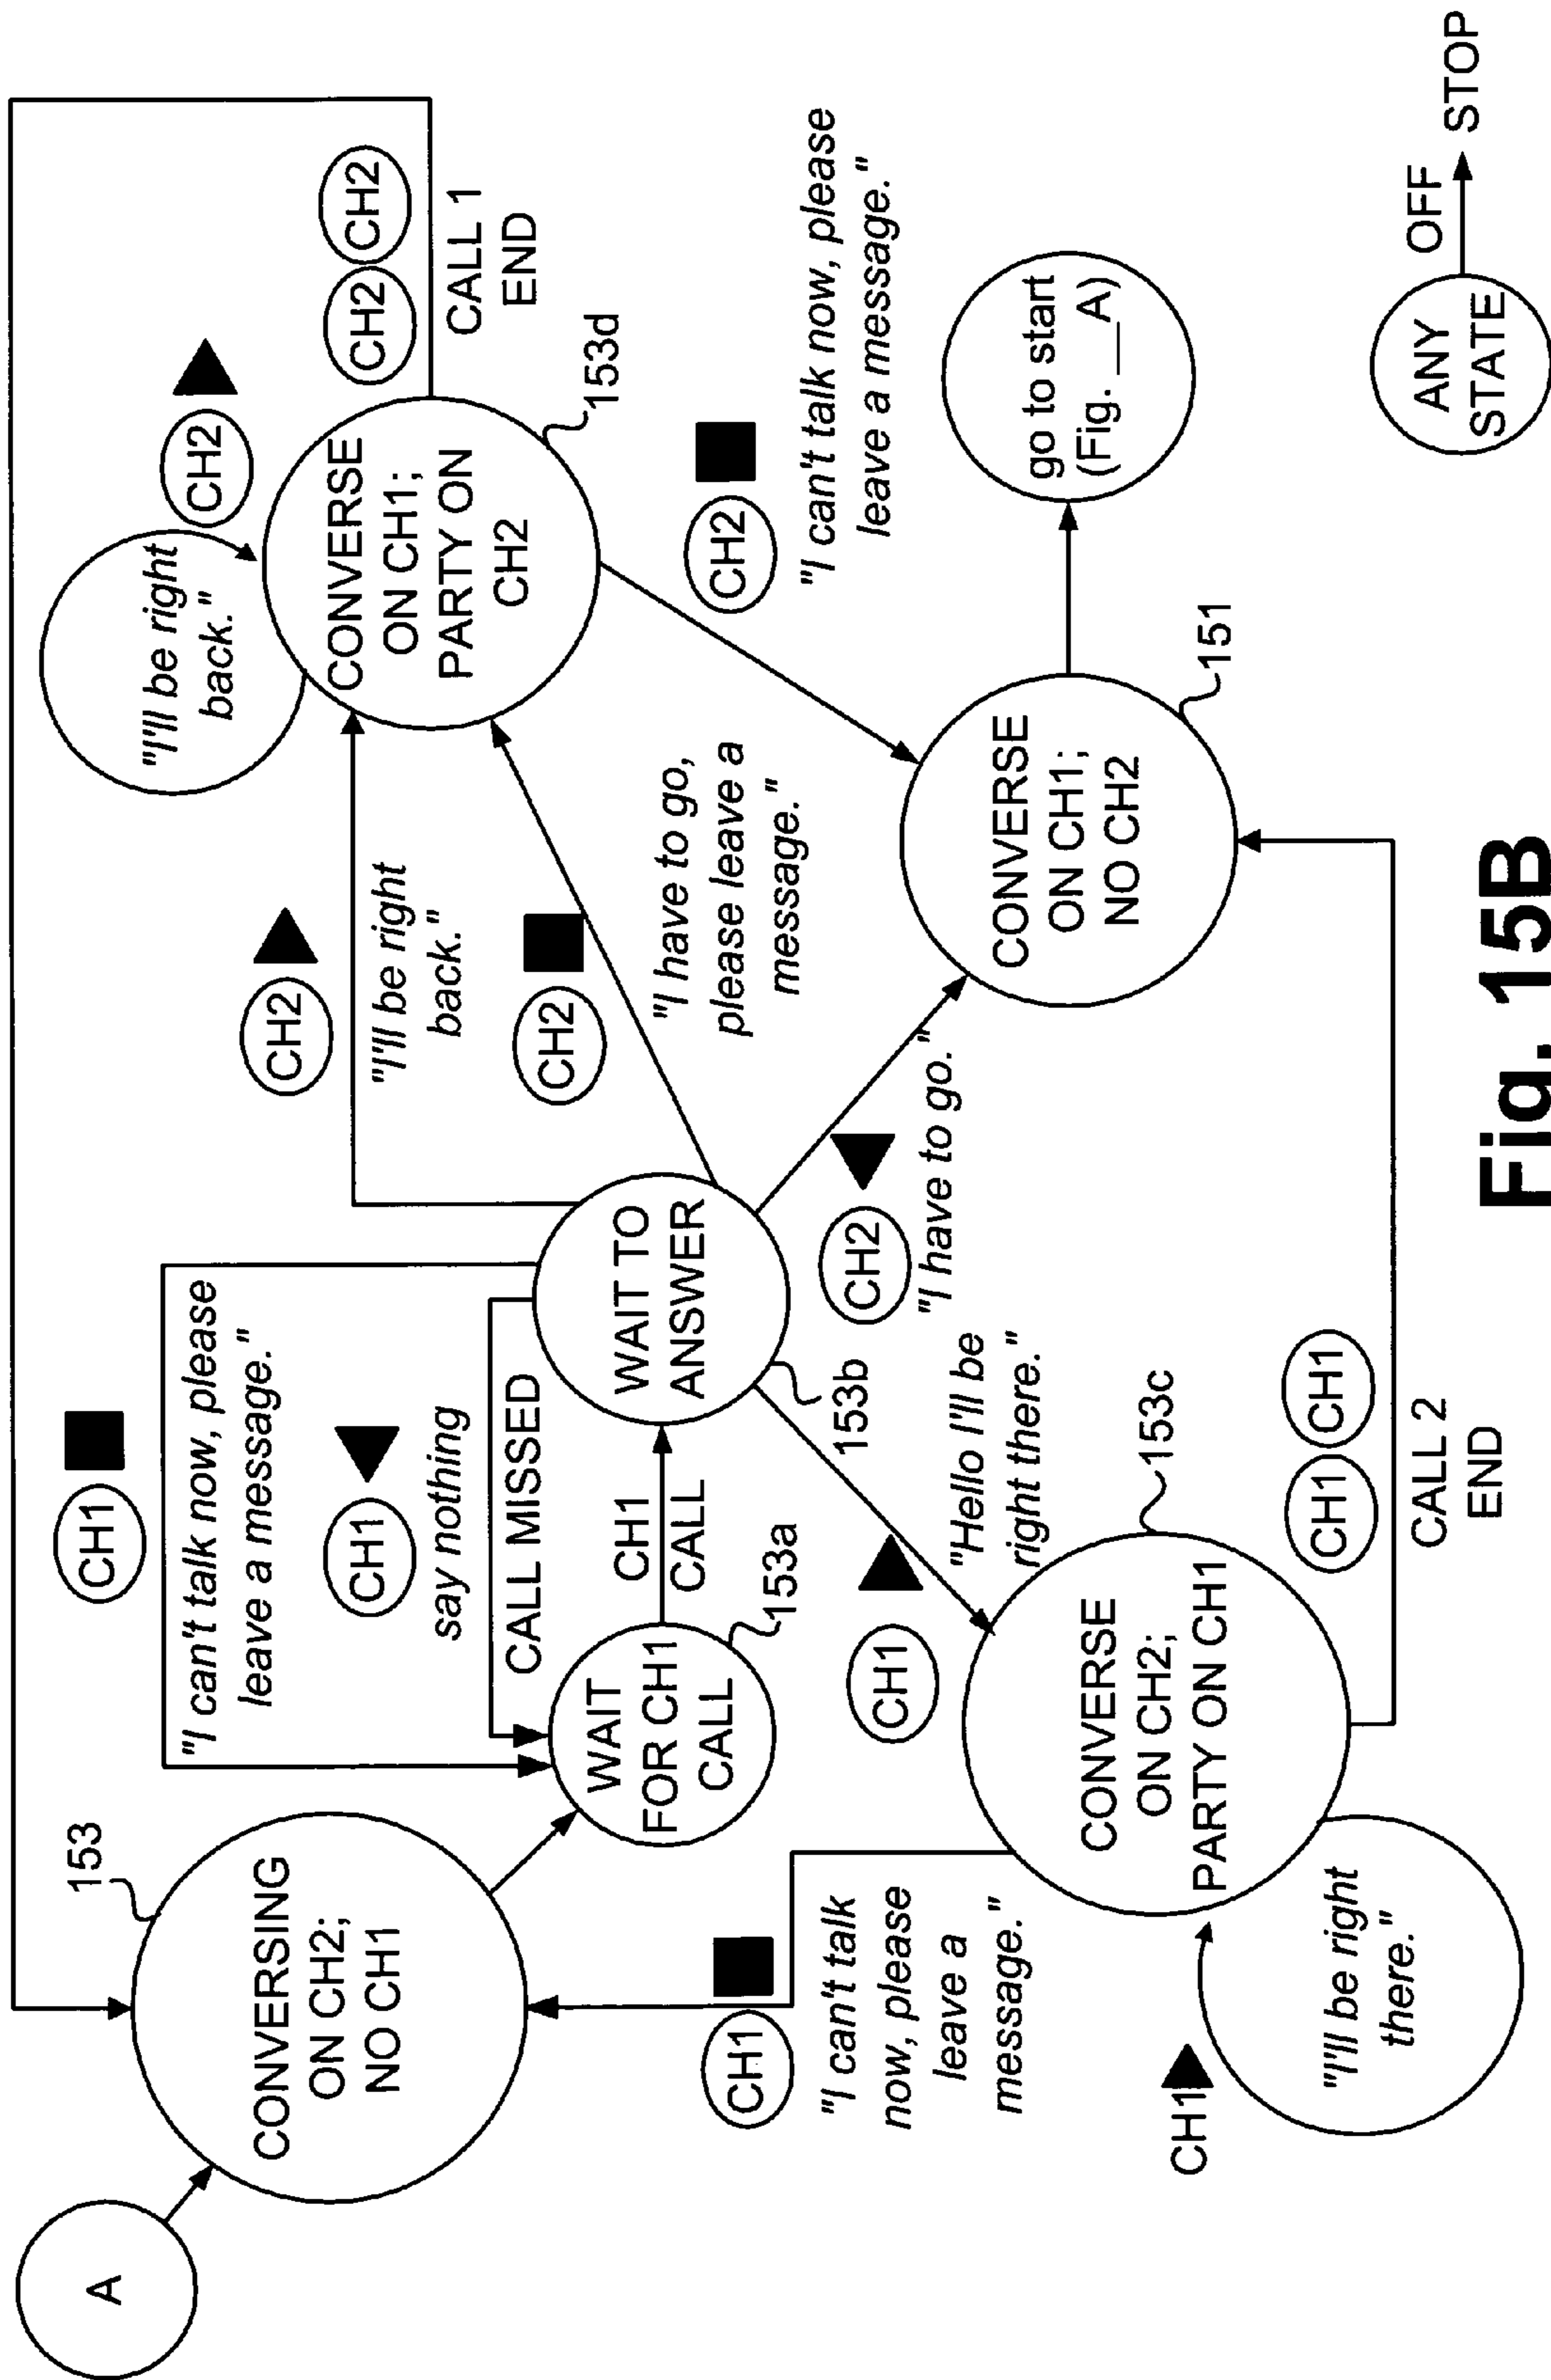 A
CONVERSING
ON CH2;
NO CH1
153
CH1
"I can't talk now, please
leave a message."
CH1
say nothing
CALL MISSED
WAIT
FOR CH1
CALL
153a
CH1
CALL
WAIT TO
ANSWER
153b
CH2
"I'll be right
back."
CH2
"I have to go,
please leave a
message."
"I'll be right
back."
CH2
CONVERSE
ON CH1;
PARTY ON
CH2
153d
CH2
CH2
CALL 1
END
CH2
"I can't talk now, please
leave a message."
CH2
"I have to go."
CONVERSE
ON CH1;
NO CH2
151
go to start
(Fig. __A)
CH1
"Hello I'll be
right there."
CH1
"I can't talk
now, please
leave a
message."
CONVERSE
ON CH2;
PARTY ON CH1
153c
CH1
"I'll be right
there."
CH1
CH1
CALL 2
END
ANY
STATE
OFF
STOP
Fig. 15B